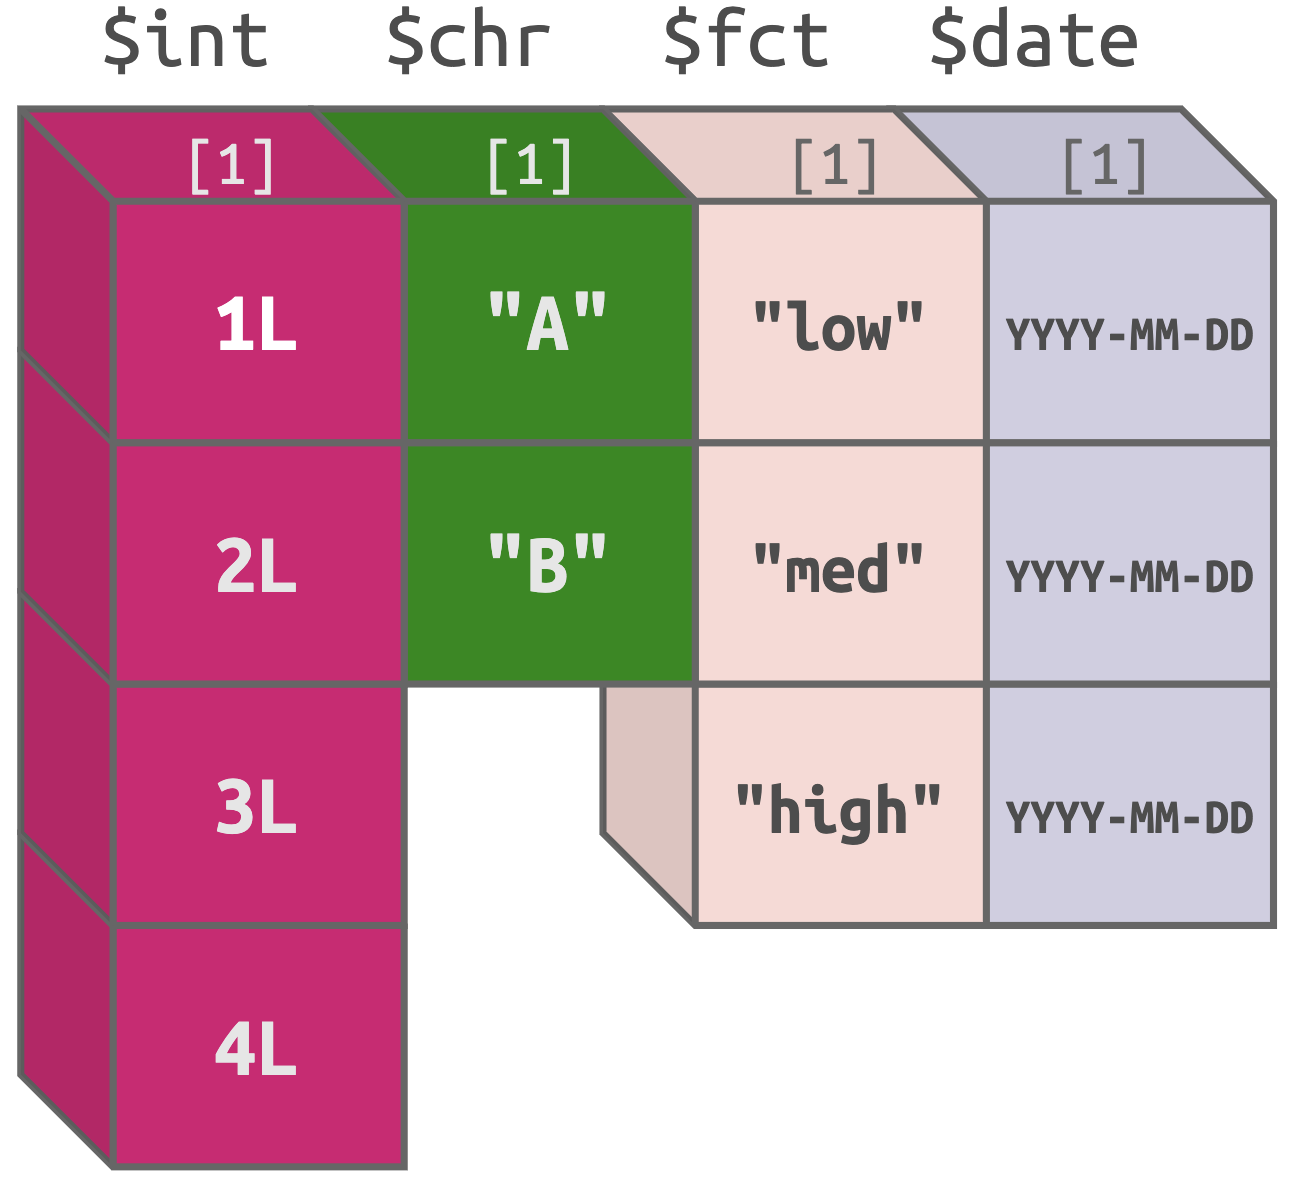 $int $chr $fct $date
[1] [1] [1] [1]
1L "A" "low" YYYY-MM-DD
2L "B" "med" YYYY-MM-DD
3L "high" YYYY-MM-DD
4L